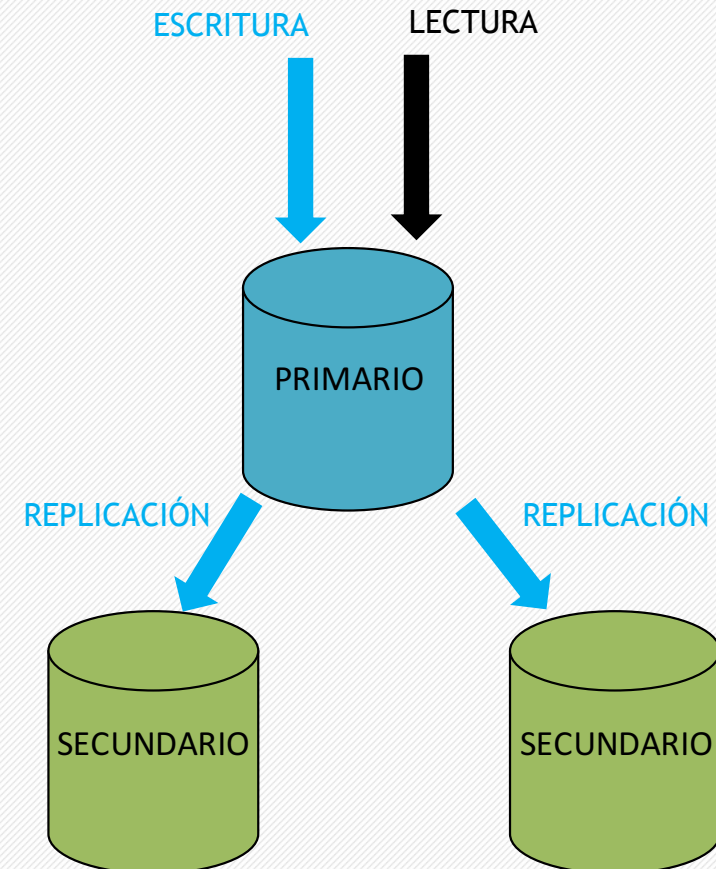 ESCRITURA
LECTURA
PRIMARIO
REPLICACIÓN
REPLICACIÓN
SECUNDARIO
SECUNDARIO